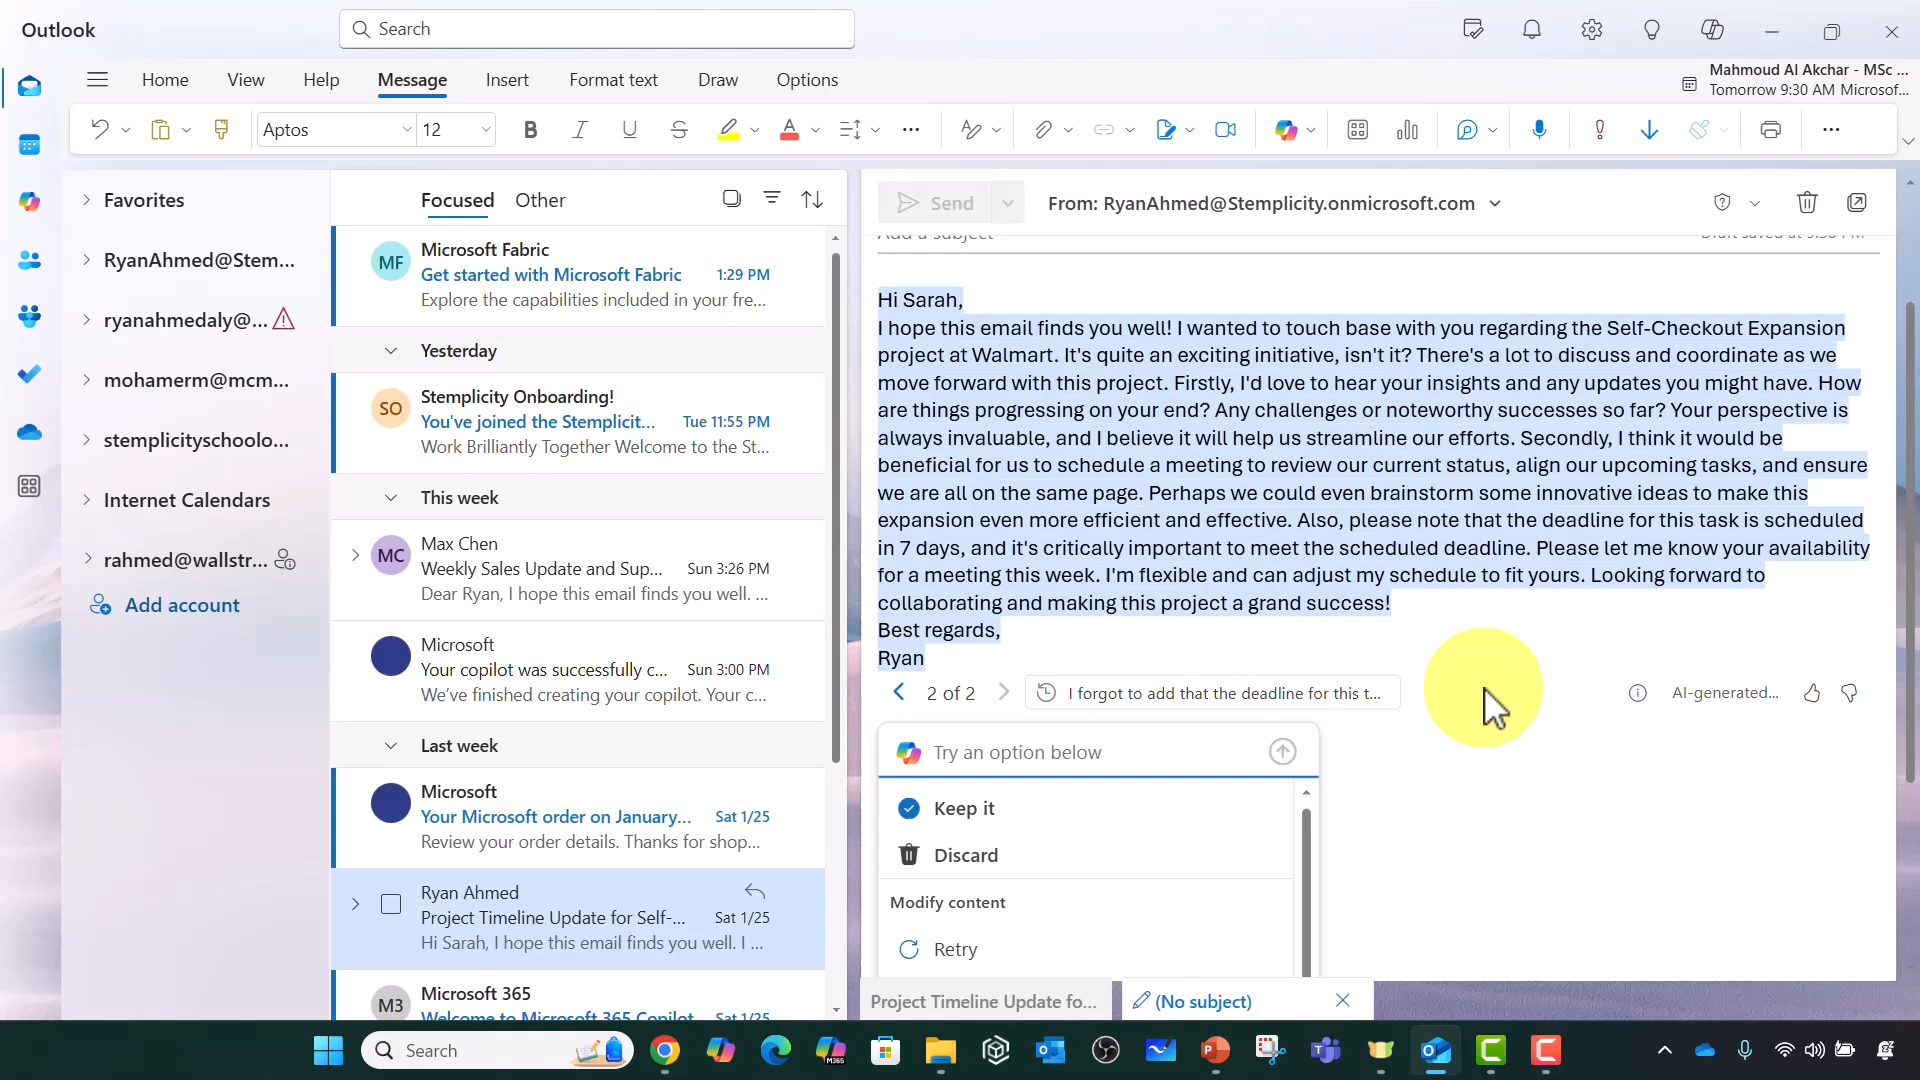 Outlook
Search
Mahmoud Al Akchar - MSc ...
Tomorrow 9:30 AM Microsof...
Home
View
Help
Message
Insert
Format text
Draw
Options
Aptos
12
Favorites
RyanAhmed@Stem...
ryanahmedaly@...
mohamerm@mcm...
stemplicityschoolo...
Internet Calendars
rahmed@wallstr...
Add account
Focused
Other
MF
Microsoft Fabric
Get started with Microsoft Fabric
1:29 PM
Explore the capabilities included in your fre...
Yesterday
SO
Stemplicity Onboarding!
You've joined the Stemplicit...
Tue 11:55 PM
Work Brilliantly Together Welcome to the St...
This week
MC
Max Chen
Weekly Sales Update and Sup...
Sun 3:26 PM
Dear Ryan, I hope this email finds you well. ...
Microsoft
Your copilot was successfully c...
Sun 3:00 PM
We've finished creating your copilot. Your c...
Last week
Microsoft
Your Microsoft order on January...
Sat 1/25
Review your order details. Thanks for shop...
Ryan Ahmed
Project Timeline Update for Self-...
Sat 1/25
Hi Sarah, I hope this email finds you well. I ...
M3
Microsoft 365
Welcome to Microsoft 365 Copilot
Sat 1/25
Send
From: RyanAhmed@Stemplicity.onmicrosoft.com
Add a subject
Hi Sarah,
I hope this email finds you well! I wanted to touch base with you regarding the Self-Checkout Expansion
project at Walmart. It's quite an exciting initiative, isn't it? There's a lot to discuss and coordinate as we
move forward with this project. Firstly, I'd love to hear your insights and any updates you might have. How
are things progressing on your end? Any challenges or noteworthy successes so far? Your perspective is
always invaluable, and I believe it will help us streamline our efforts. Secondly, I think it would be
beneficial for us to schedule a meeting to review our current status, align our upcoming tasks, and ensure
we are all on the same page. Perhaps we could even brainstorm some innovative ideas to make this
expansion even more efficient and effective. Also, please note that the deadline for this task is scheduled
in 7 days, and it's critically important to meet the scheduled deadline. Please let me know your availability
for a meeting this week. I'm flexible and can adjust my schedule to fit yours. Looking forward to
collaborating and making this project a grand success!
Best regards,
Ryan
2 of 2
I forgot to add that the deadline for this t...
AI-generated...
Try an option below
Keep it
Discard
Modify content
Retry
Project Timeline Update fo...
(No subject)
Search
M365